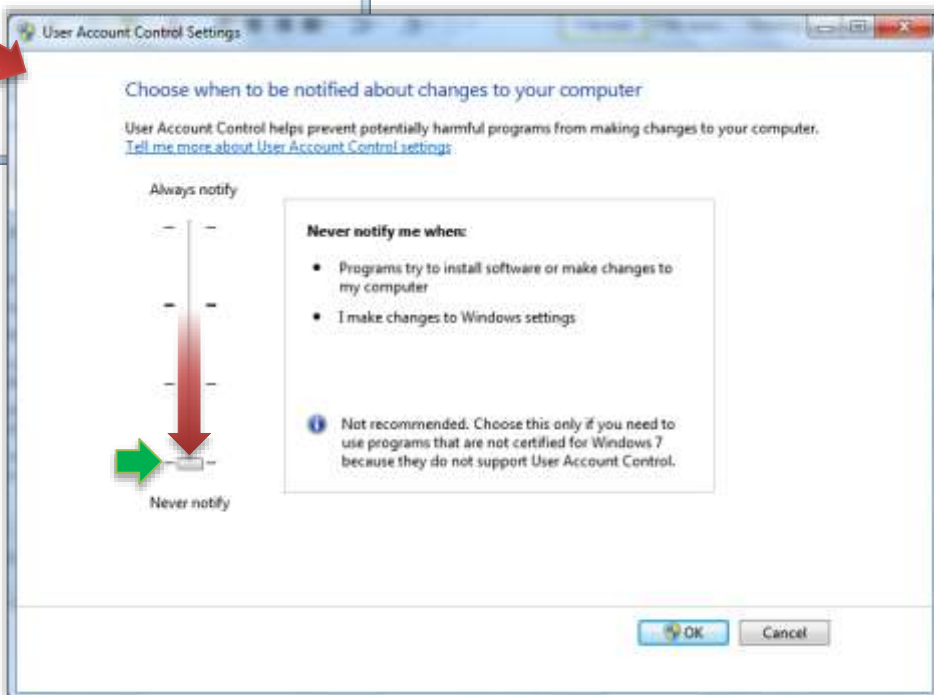 User Account Control Settings
Choose when to be notified about changes to your computer
User Account Control helps prevent potentially harmful programs from making changes to your computer.
Tell me more about User Account Control settings
Always notify
Never notify me when:
Programs try to install software or make changes to
my computer
I make changes to Windows settings
Not recommended. Choose this only if you need to
use programs that are not certified for Windows 7
because they do not support User Account Control.
Never notify
OK
Cancel